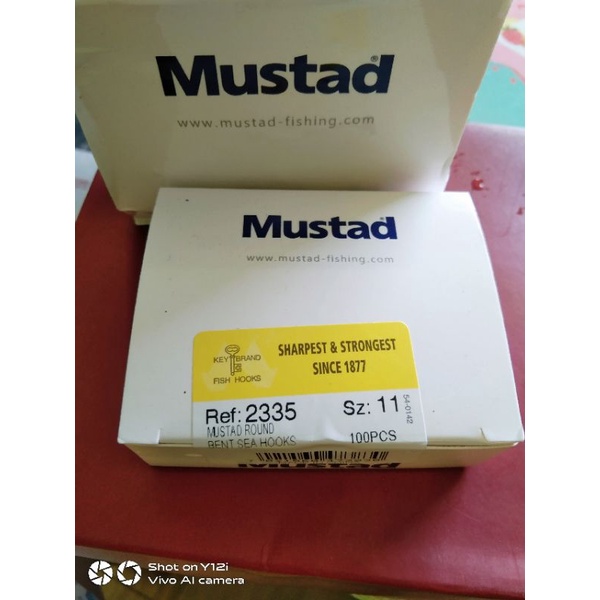 Mustad®
www.mustad-fishing.com
Mustad®
www.mustad-fishing.com
KEY BRAND
FISH HOOKS
SHARPEST & STRONGEST
SINCE 1877
Ref: 2335 Sz: 11
54-0142
MUSTAD ROUND
BENT SEA HOOKS 100PCS
Mustad
Shot on Y12i
Vivo AI camera